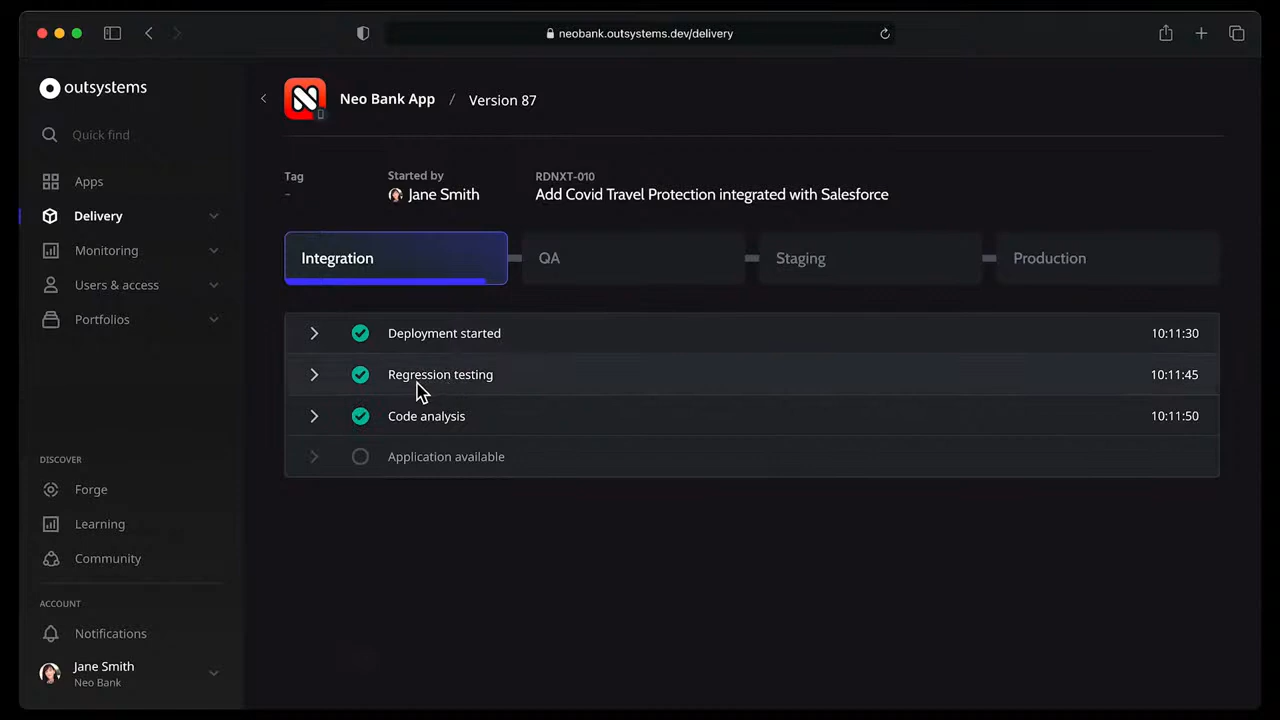 neobank.outsystems.dev/delivery
outsystems
Quick find
Apps
Delivery
Monitoring
Users & access
Portfolios
DISCOVER
Forge
Learning
Community
ACCOUNT
Notifications
Jane Smith
Neo Bank
Neo Bank App / Version 87
Tag
-
Started by
Jane Smith
RDNXT-010
Add Covid Travel Protection integrated with Salesforce
Integration
QA
Staging
Production
Deployment started 10:11:30
Regression testing 10:11:45
Code analysis 10:11:50
Application available